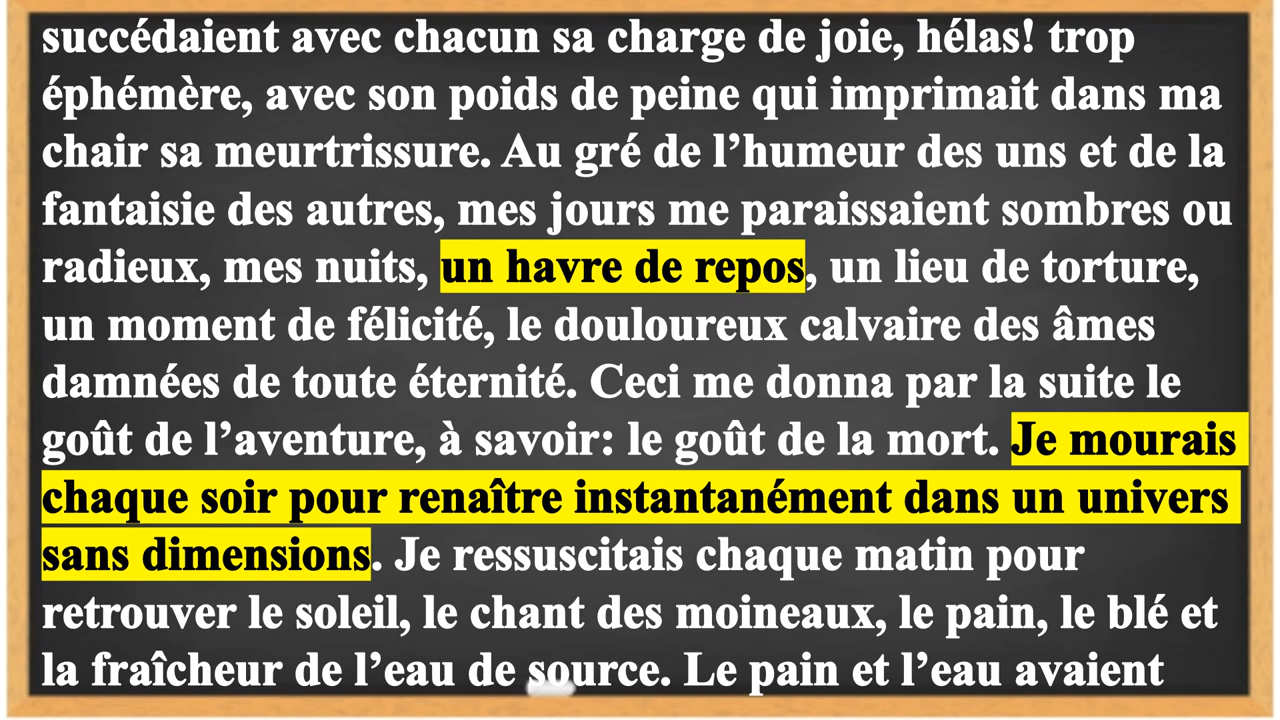 succédaient avec chacun sa charge de joie, hélas! trop
éphémère, avec son poids de peine qui imprimait dans ma
chair sa meurtrissure. Au gré de l’humeur des uns et de la
fantaisie des autres, mes jours me paraissaient sombres ou
radieux, mes nuits, un havre de repos, un lieu de torture,
un moment de félicité, le douloureux calvaire des âmes
damnées de toute éternité. Ceci me donna par la suite le
goût de l’aventure, à savoir: le goût de la mort. Je mourais
chaque soir pour renaître instantanément dans un univers
sans dimensions. Je ressuscitais chaque matin pour
retrouver le soleil, le chant des moineaux, le pain, le blé et
la fraîcheur de l’eau de source. Le pain et l’eau avaient